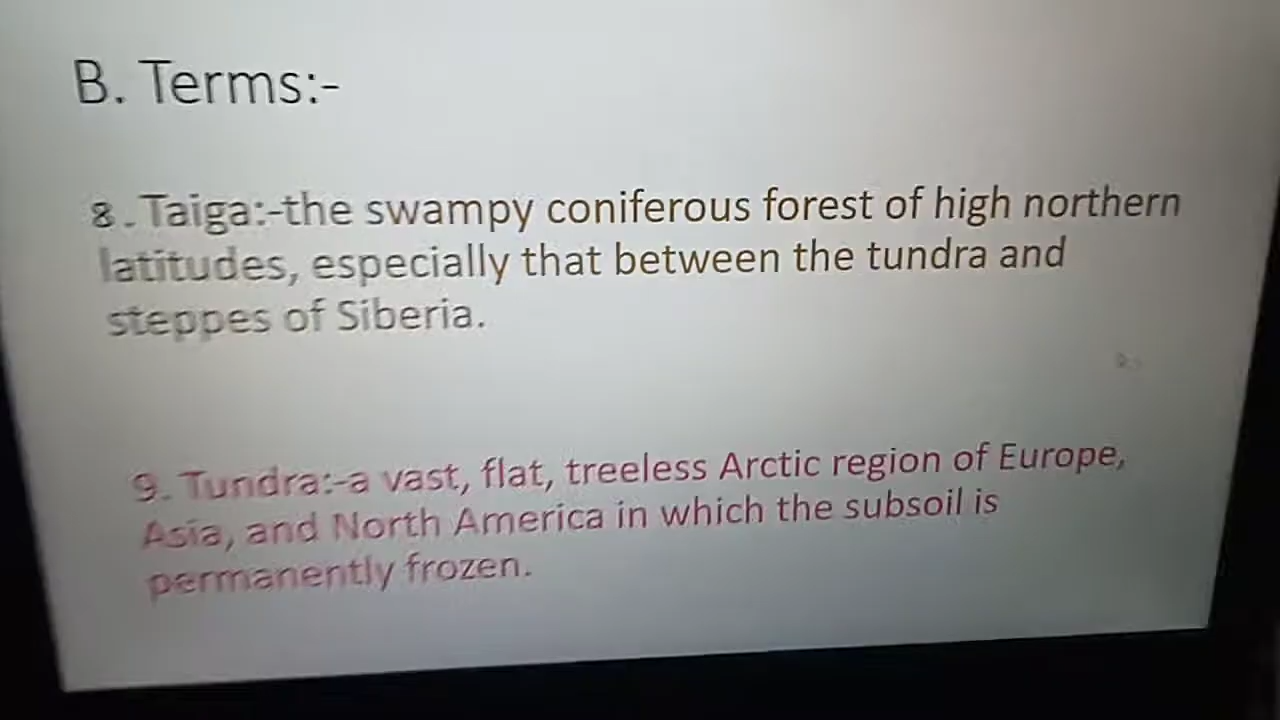 B. Terms:-
8. Taiga:-the swampy coniferous forest of high northern
latitudes, especially that between the tundra and
steppes of Siberia.
9. Tundra:-a vast, flat, treeless Arctic region of Europe,
Asia, and North America in which the subsoil is
permanently frozen.